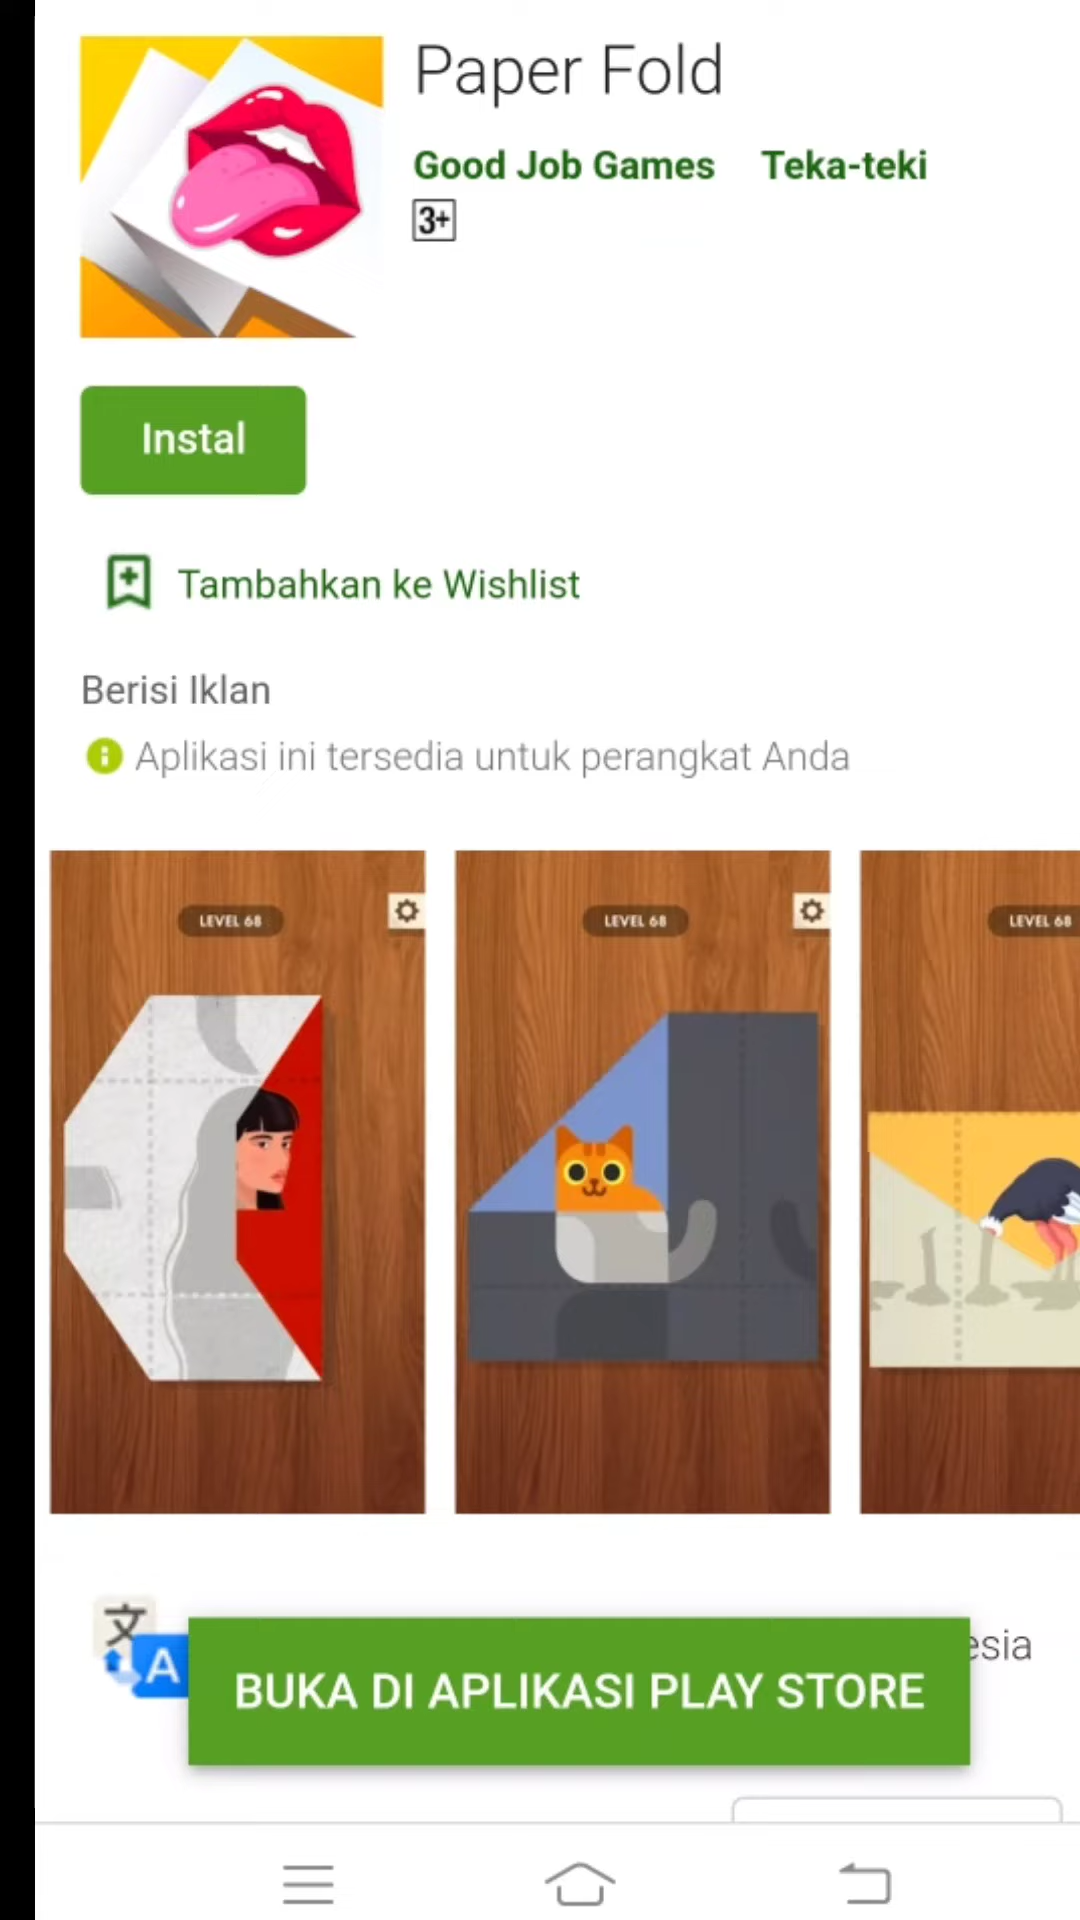 Paper Fold
Good Job Games Teka-teki
3+
Instal
Tambahkan ke Wishlist
Berisi Iklan
Aplikasi ini tersedia untuk perangkat Anda
LEVEL 68
LEVEL 68
LEVEL 68
文
A
esia
BUKA DI APLIKASI PLAY STORE